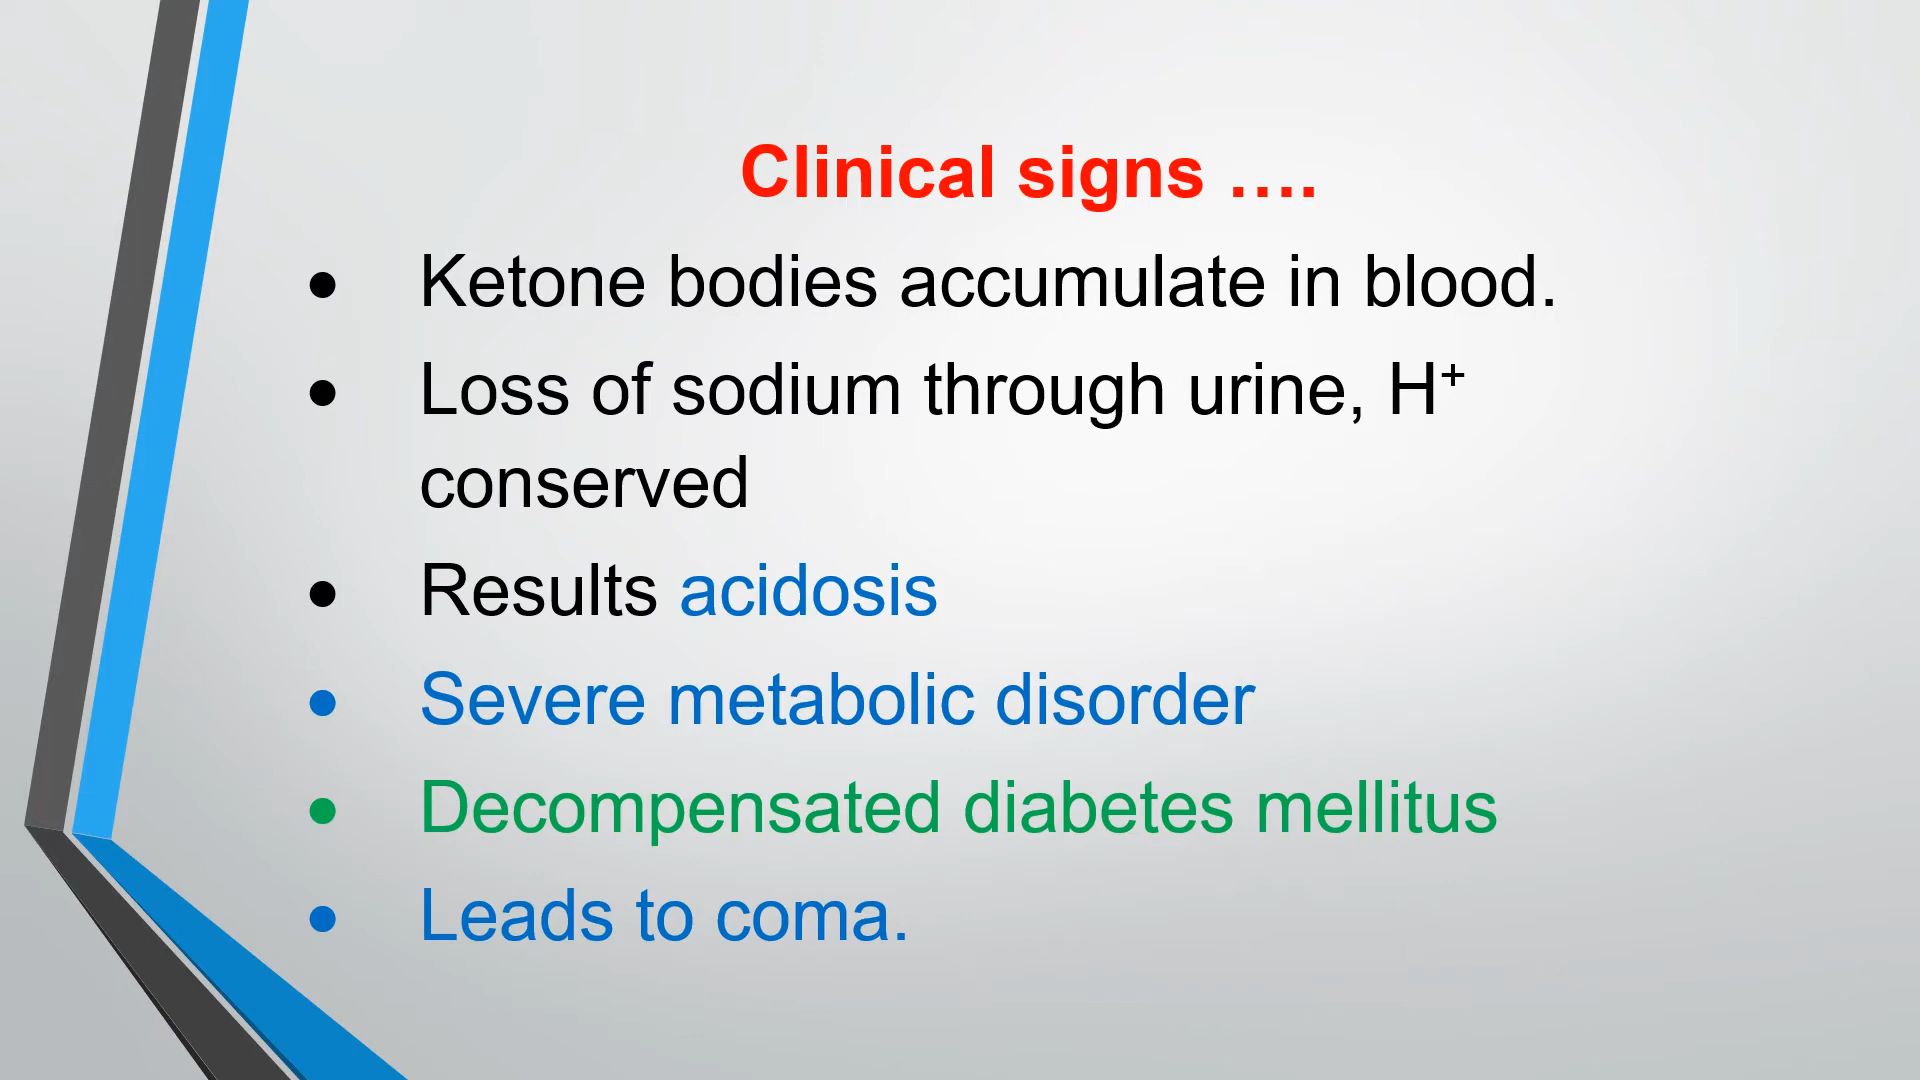 Clinical signs ….
● Ketone bodies accumulate in blood.
● Loss of sodium through urine, H⁺
conserved
● Results acidosis
● Severe metabolic disorder
● Decompensated diabetes mellitus
● Leads to coma.